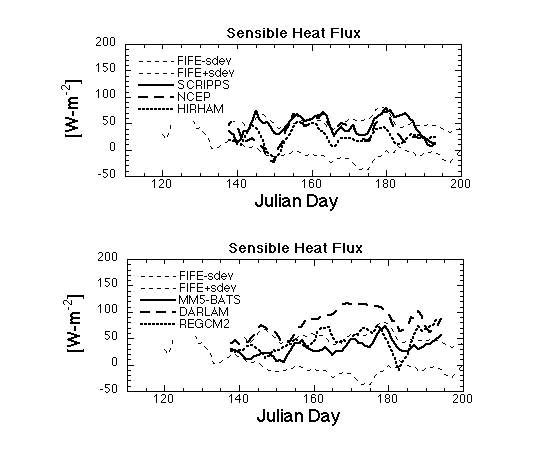 Sensible Heat Flux
200
150
100
50
0
-50
[W-m-2]
FIFE-sdev
FIFE+sdev
SCRIPPS
NCEP
HIRHAM
120 140 160 180 200
Julian Day
Sensible Heat Flux
200
150
100
50
0
-50
[W-m-2]
FIFE-sdev
FIFE+sdev
MM5-BATS
DARLAM
REGCM2
120 140 160 180 200
Julian Day